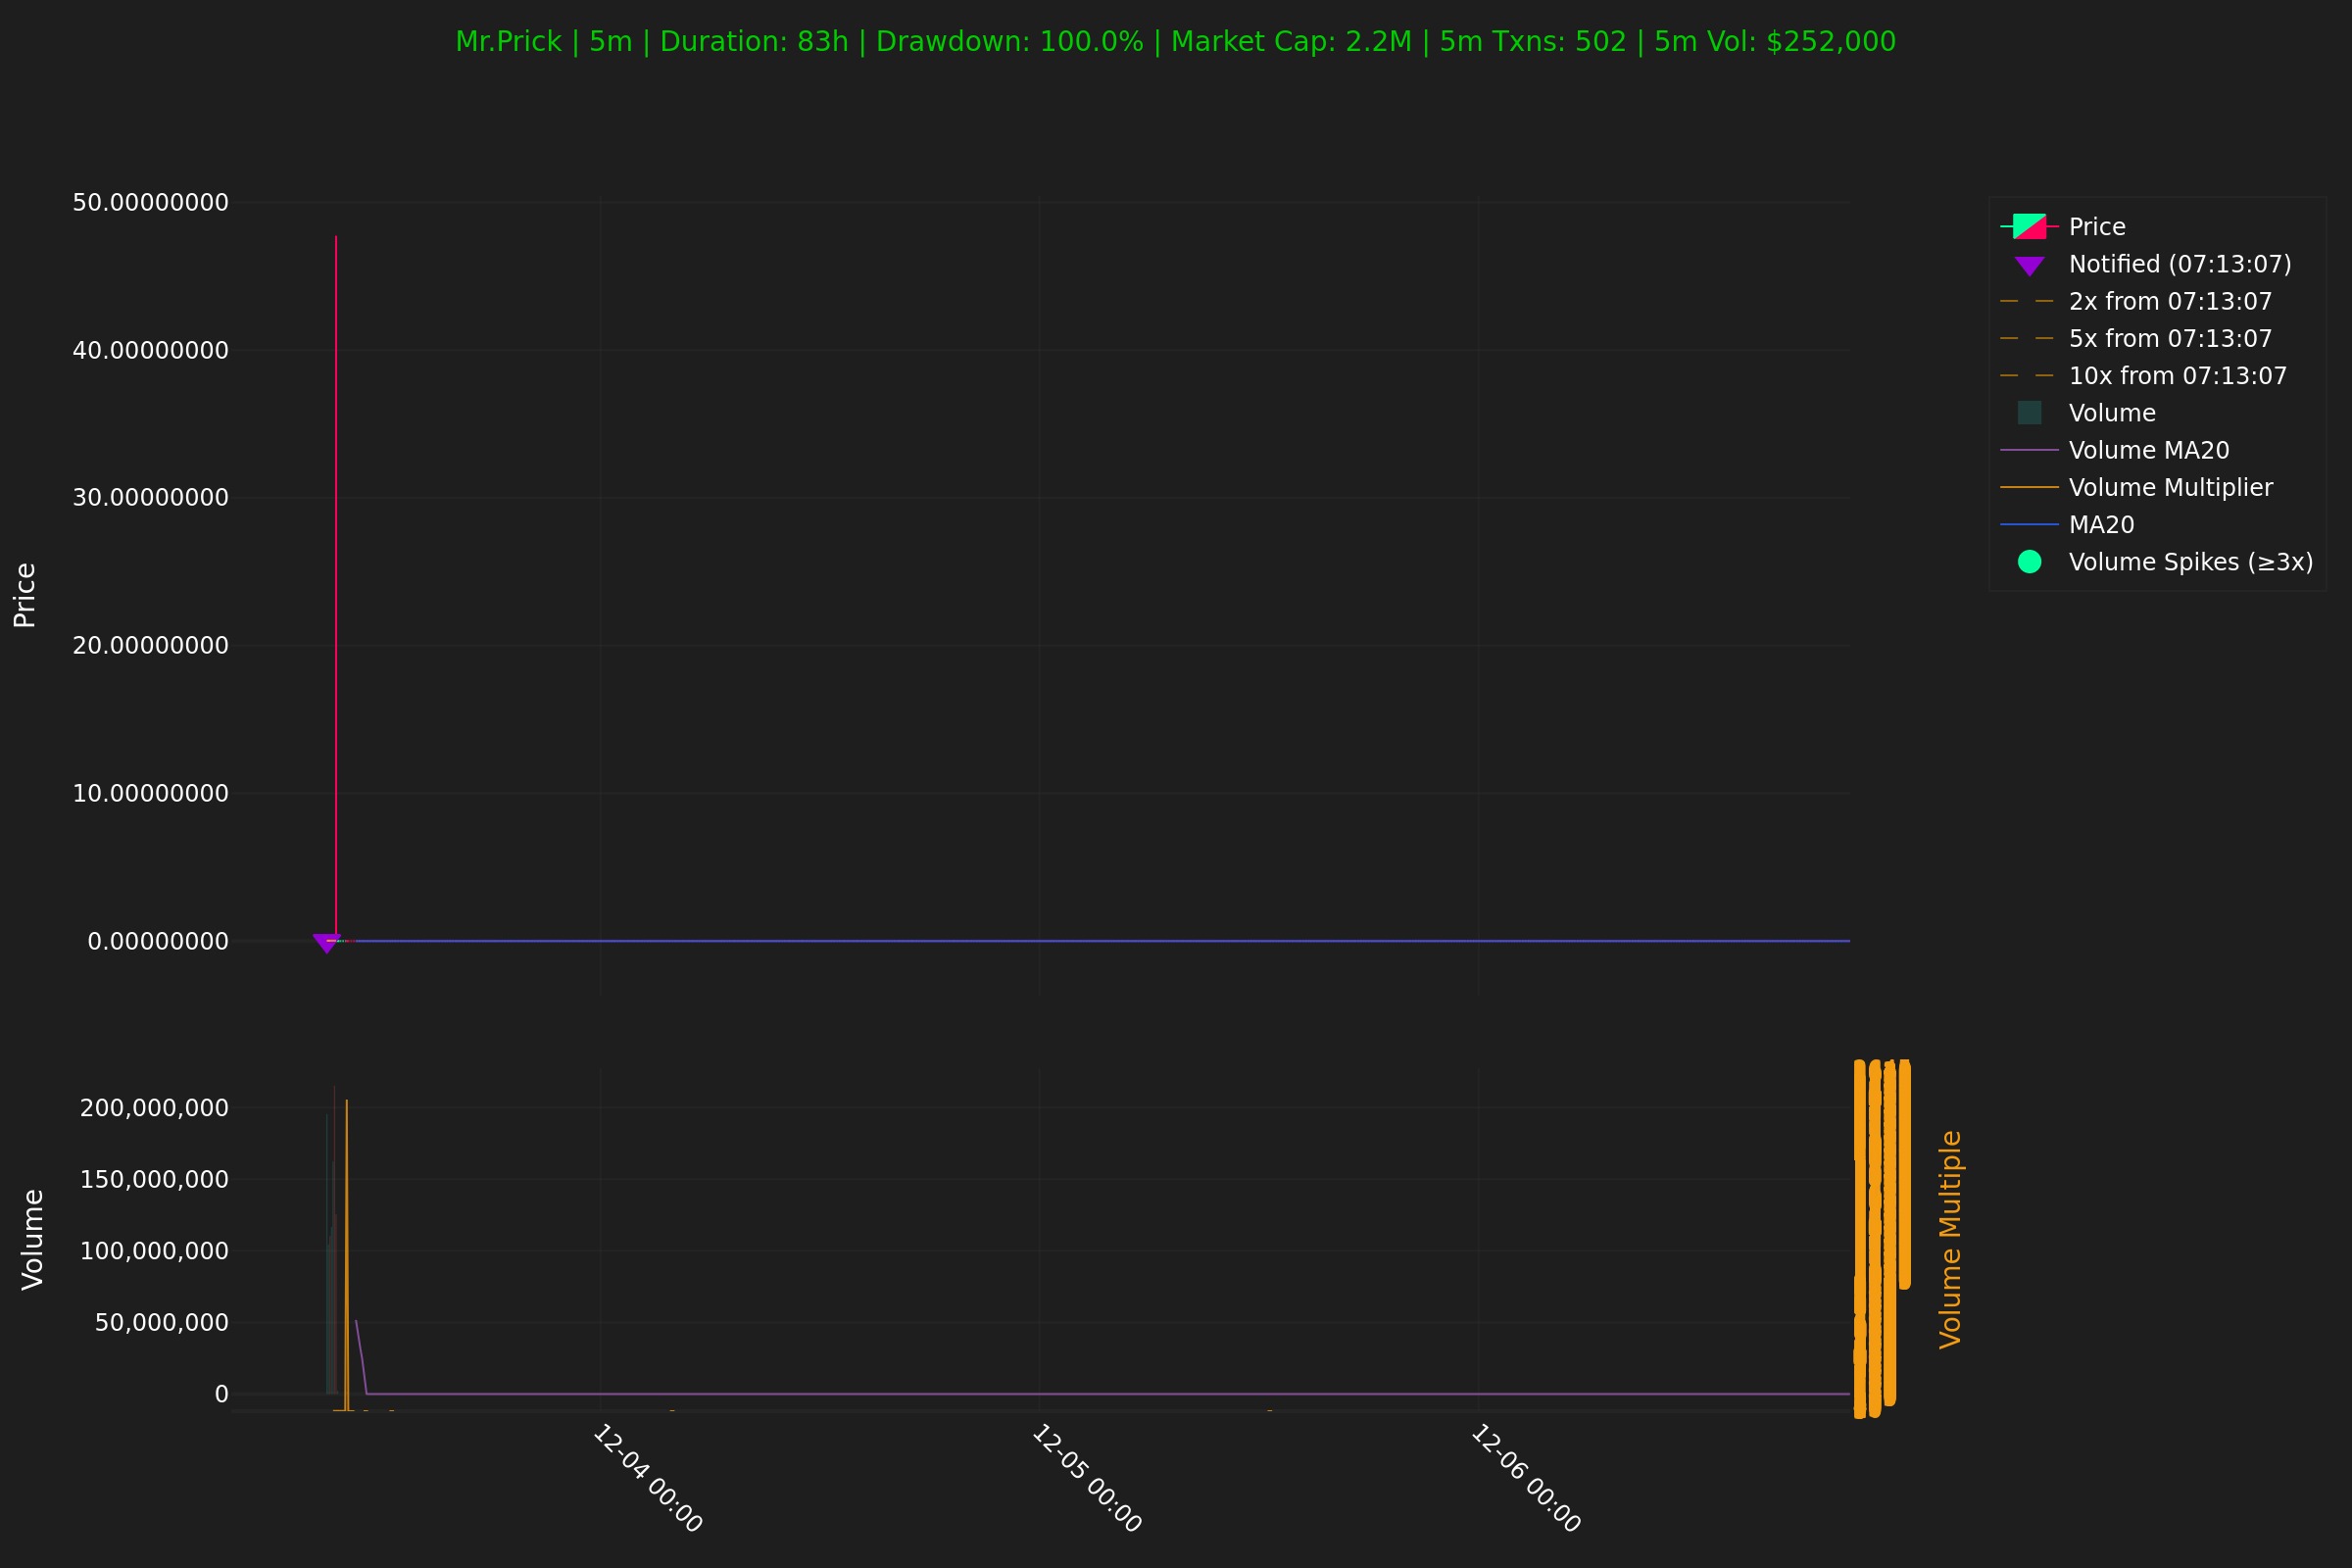 Mr.Prick | 5m | Duration: 83h | Drawdown: 100.0% | Market Cap: 2.2M | 5m Txns: 502 | 5m Vol: $252,000
50.00000000
40.00000000
30.00000000
20.00000000
10.00000000
0.00000000
Price
Price
Notified (07:13:07)
2x from 07:13:07
5x from 07:13:07
10x from 07:13:07
Volume
Volume MA20
Volume Multiplier
MA20
Volume Spikes (≥3x)
200,000,000
150,000,000
100,000,000
50,000,000
0
Volume
Volume Multiple
12-04 00:00
12-05 00:00
12-06 00:00